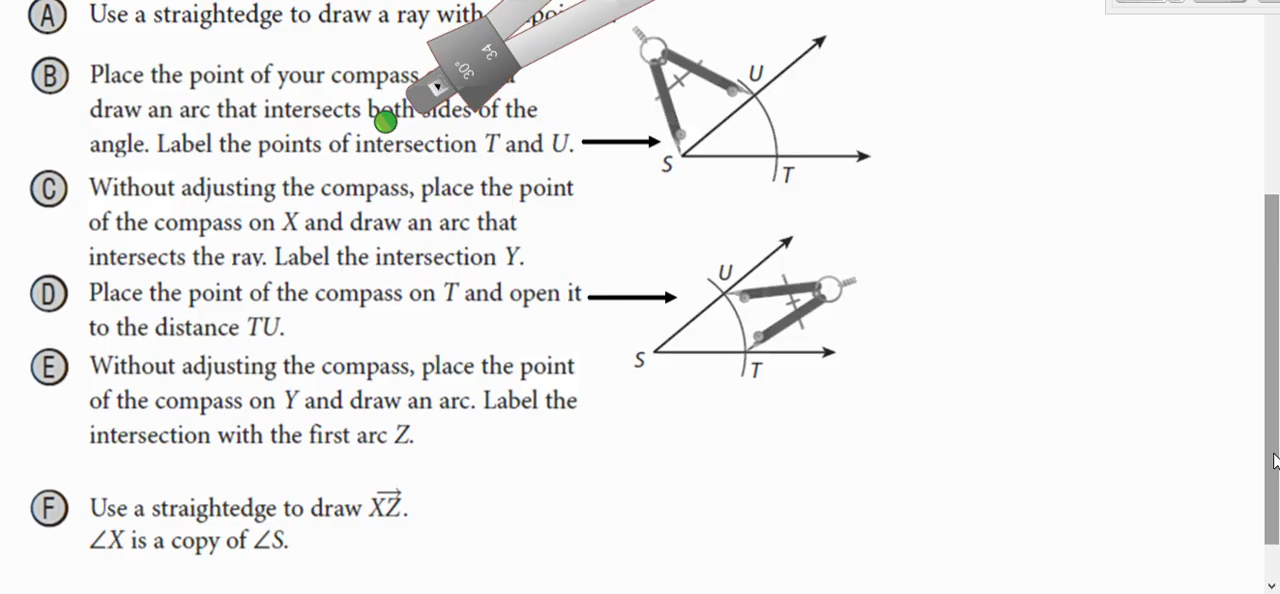 A Use a straightedge to draw a ray with
B Place the point of your compass
draw an arc that intersects both sides of the
angle. Label the points of intersection T and U.
C Without adjusting the compass, place the point
of the compass on X and draw an arc that
intersects the ray. Label the intersection Y.
D Place the point of the compass on T and open it
to the distance TU.
E Without adjusting the compass, place the point
of the compass on Y and draw an arc. Label the
intersection with the first arc Z.
F Use a straightedge to draw XZ.
∠X is a copy of ∠S.
34
30°
U
S
T
U
S
T